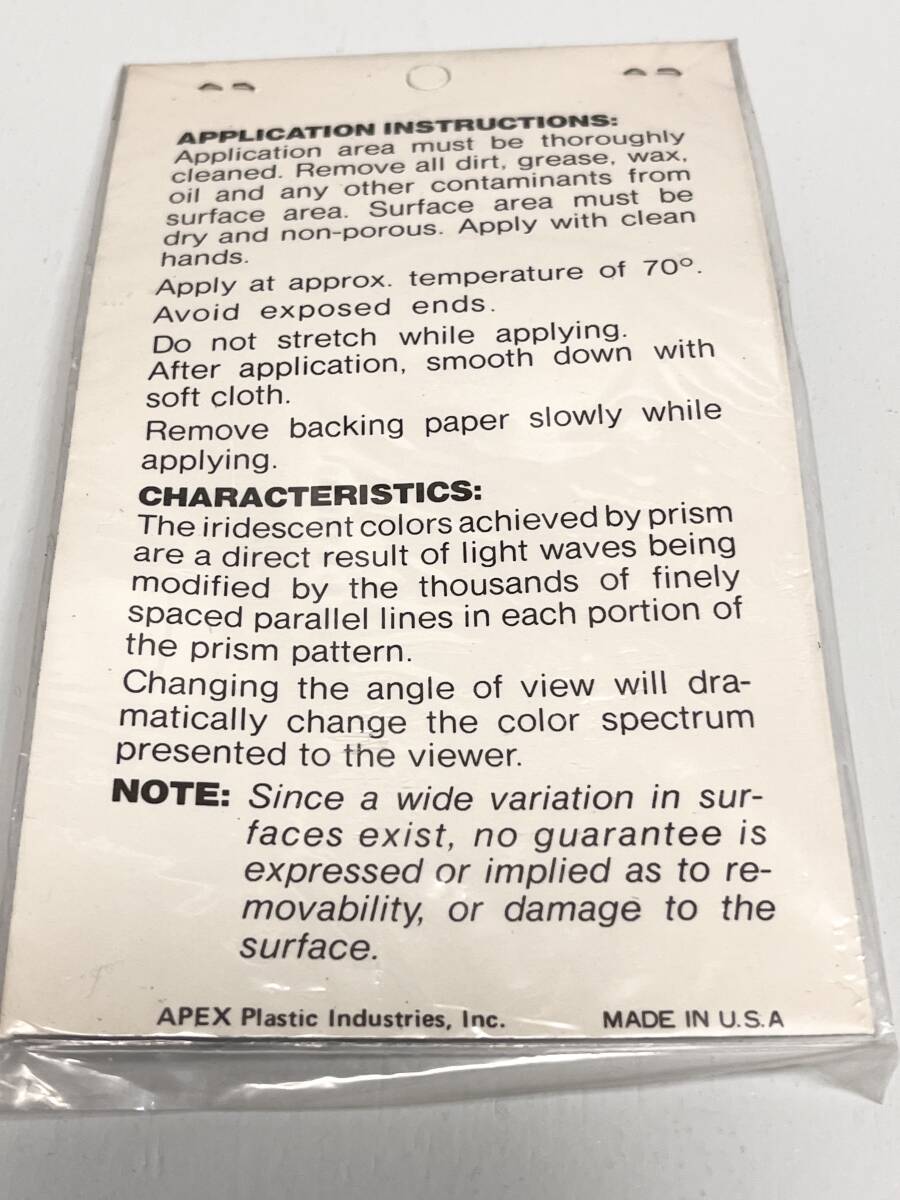 APPLICATION INSTRUCTIONS:
Application area must be thoroughly
cleaned. Remove all dirt, grease, wax,
oil and any other contaminants from
surface area. Surface area must be
dry and non-porous. Apply with clean
hands.
Apply at approx. temperature of 70°.
Avoid exposed ends.
Do not stretch while applying.
After application, smooth down with
soft cloth.
Remove backing paper slowly while
applying.
CHARACTERISTICS:
The iridescent colors achieved by prism
are a direct result of light waves being
modified by the thousands of finely
spaced parallel lines in each portion of
the prism pattern.
Changing the angle of view will dra-
matically change the color spectrum
presented to the viewer.
NOTE: Since a wide variation in sur-
faces exist, no guarantee is
expressed or implied as to re-
movability, or damage to the
surface.
APEX Plastic Industries, Inc. MADE IN U.S.A